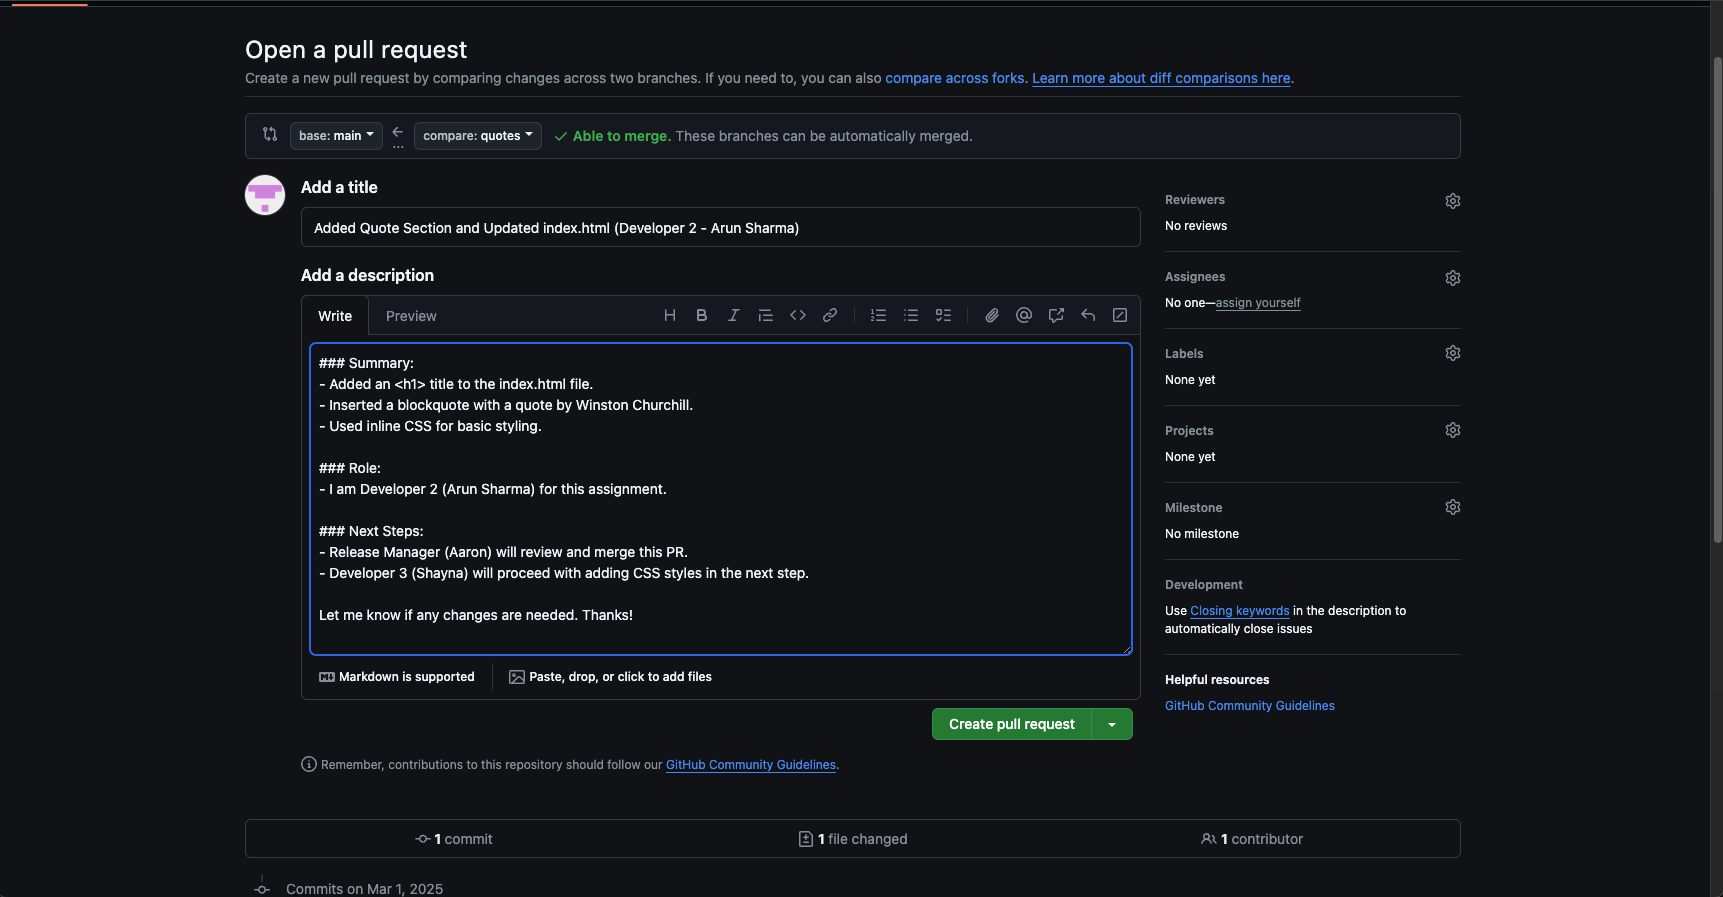 Open a pull request
Create a new pull request by comparing changes across two branches. If you need to, you can also compare across forks. Learn more about diff comparisons here.
base: main ← ... compare: quotes ✓ Able to merge. These branches can be automatically merged.
Add a title
Added Quote Section and Updated index.html (Developer 2 - Arun Sharma)
Add a description
Write Preview
### Summary:
- Added an <h1> title to the index.html file.
- Inserted a blockquote with a quote by Winston Churchill.
- Used inline CSS for basic styling.
### Role:
- I am Developer 2 (Arun Sharma) for this assignment.
### Next Steps:
- Release Manager (Aaron) will review and merge this PR.
- Developer 3 (Shayna) will proceed with adding CSS styles in the next step.
Let me know if any changes are needed. Thanks!
Markdown is supported
Paste, drop, or click to add files
Create pull request
Remember, contributions to this repository should follow our GitHub Community Guidelines.
Reviewers
No reviews
Assignees
No one—assign yourself
Labels
None yet
Projects
None yet
Milestone
No milestone
Development
Use Closing keywords in the description to
automatically close issues
Helpful resources
GitHub Community Guidelines
1 commit
1 file changed
1 contributor
Commits on Mar 1, 2025